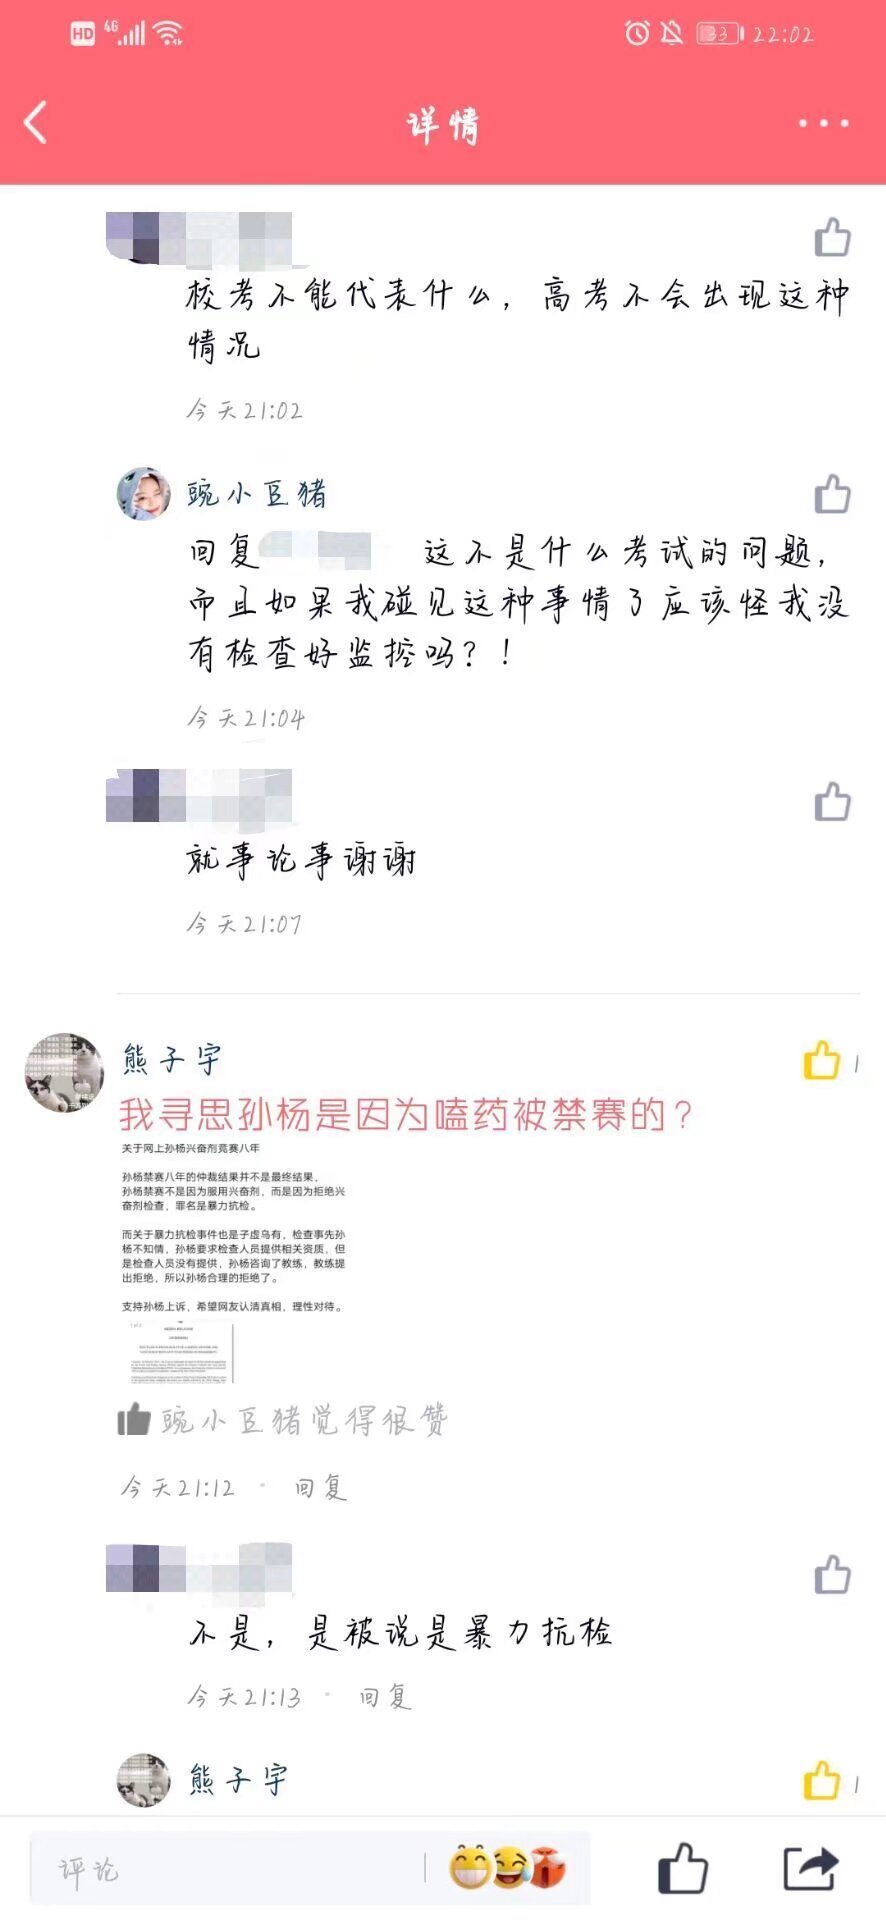 HD 4G 33 22:02
详情
校考不能代表什么，高考不会出现这种
情况
今天21:02
豌小臣猪
回复 这不是什么考试的问题，
而且如果我碰见这种事情了应该怪我没
有检查好监控吗？！
今天21:04
就事论事谢谢
今天21:07
熊子宇
1
我寻思孙杨是因为嗑药被禁赛的？
关于网上孙杨兴奋剂竞赛八年
孙杨禁赛八年的仲裁结果并不是最终结果，
孙杨禁赛不是因为服用兴奋剂，而是因为拒绝兴
奋剂检查，罪名是暴力抗检。
而关于暴力抗检事件也是子虚乌有，检查事先孙
杨不知情，孙杨要求检查人员提供相关资质，但
是检查人员没有提供，孙杨咨询了教练，教练提
出拒绝，所以孙杨合理的拒绝了。
支持孙杨上诉，希望网友认清真相，理性对待。
豌小臣猪觉得很赞
今天21:12 · 回复
不是，是被说是暴力抗检
今天21:13 · 回复
熊子宇
1
评论